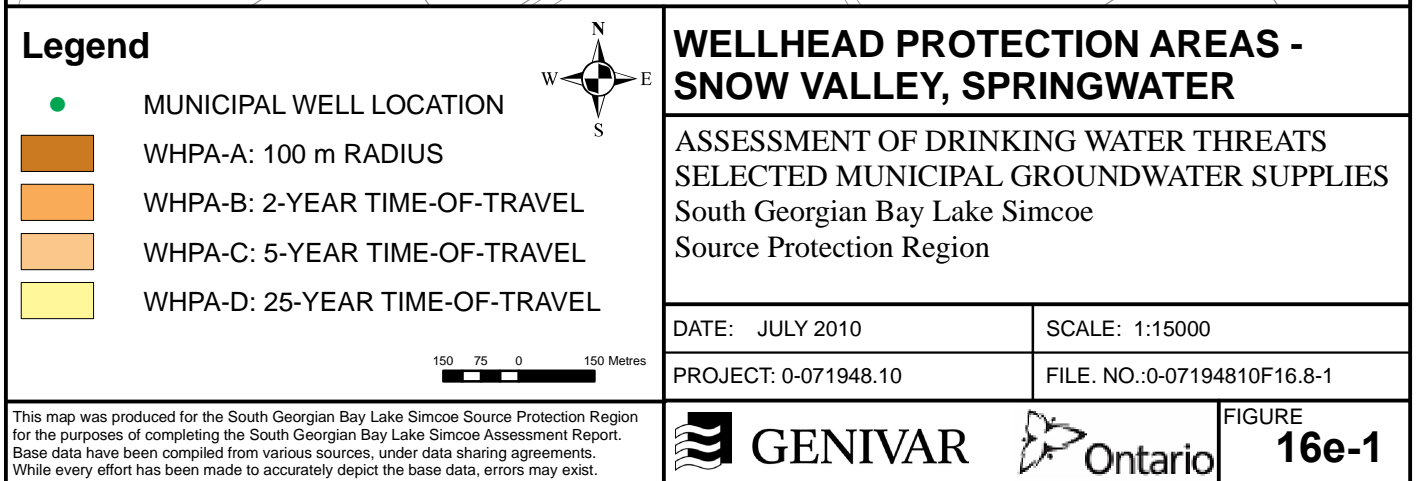 Legend
N
W E
S
MUNICIPAL WELL LOCATION
WHPA-A: 100 m RADIUS
WHPA-B: 2-YEAR TIME-OF-TRAVEL
WHPA-C: 5-YEAR TIME-OF-TRAVEL
WHPA-D: 25-YEAR TIME-OF-TRAVEL
150 75 0 150 Metres
This map was produced for the South Georgian Bay Lake Simcoe Source Protection Region
for the purposes of completing the South Georgian Bay Lake Simcoe Assessment Report.
Base data have been compiled from various sources, under data sharing agreements.
While every effort has been made to accurately depict the base data, errors may exist.
WELLHEAD PROTECTION AREAS -
SNOW VALLEY, SPRINGWATER
ASSESSMENT OF DRINKING WATER THREATS
SELECTED MUNICIPAL GROUNDWATER SUPPLIES
South Georgian Bay Lake Simcoe
Source Protection Region
DATE: JULY 2010
SCALE: 1:15000
PROJECT: 0-071948.10
FILE. NO.:0-07194810F16.8-1
GENIVAR
Ontario
FIGURE
16e-1